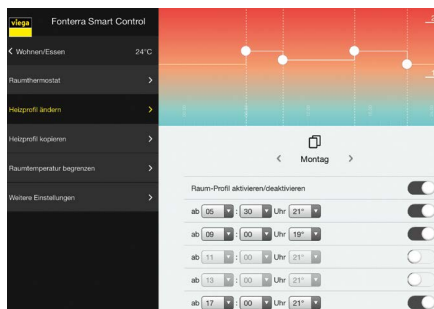 viega Fonterra Smart Control
Wohnen/Essen 24°C
Raumthermostat
Heizprofil ändern
Heizprofil kopieren
Raumtemperatur begrenzen
Weitere Einstellungen
Montag
Raum-Profil aktivieren/deaktivieren
ab 05 : 30 Uhr 21°
ab 09 : 00 Uhr 19°
ab 11 : 00 Uhr 21°
ab 13 : 00 Uhr 21°
ab 17 : 00 Uhr 21°